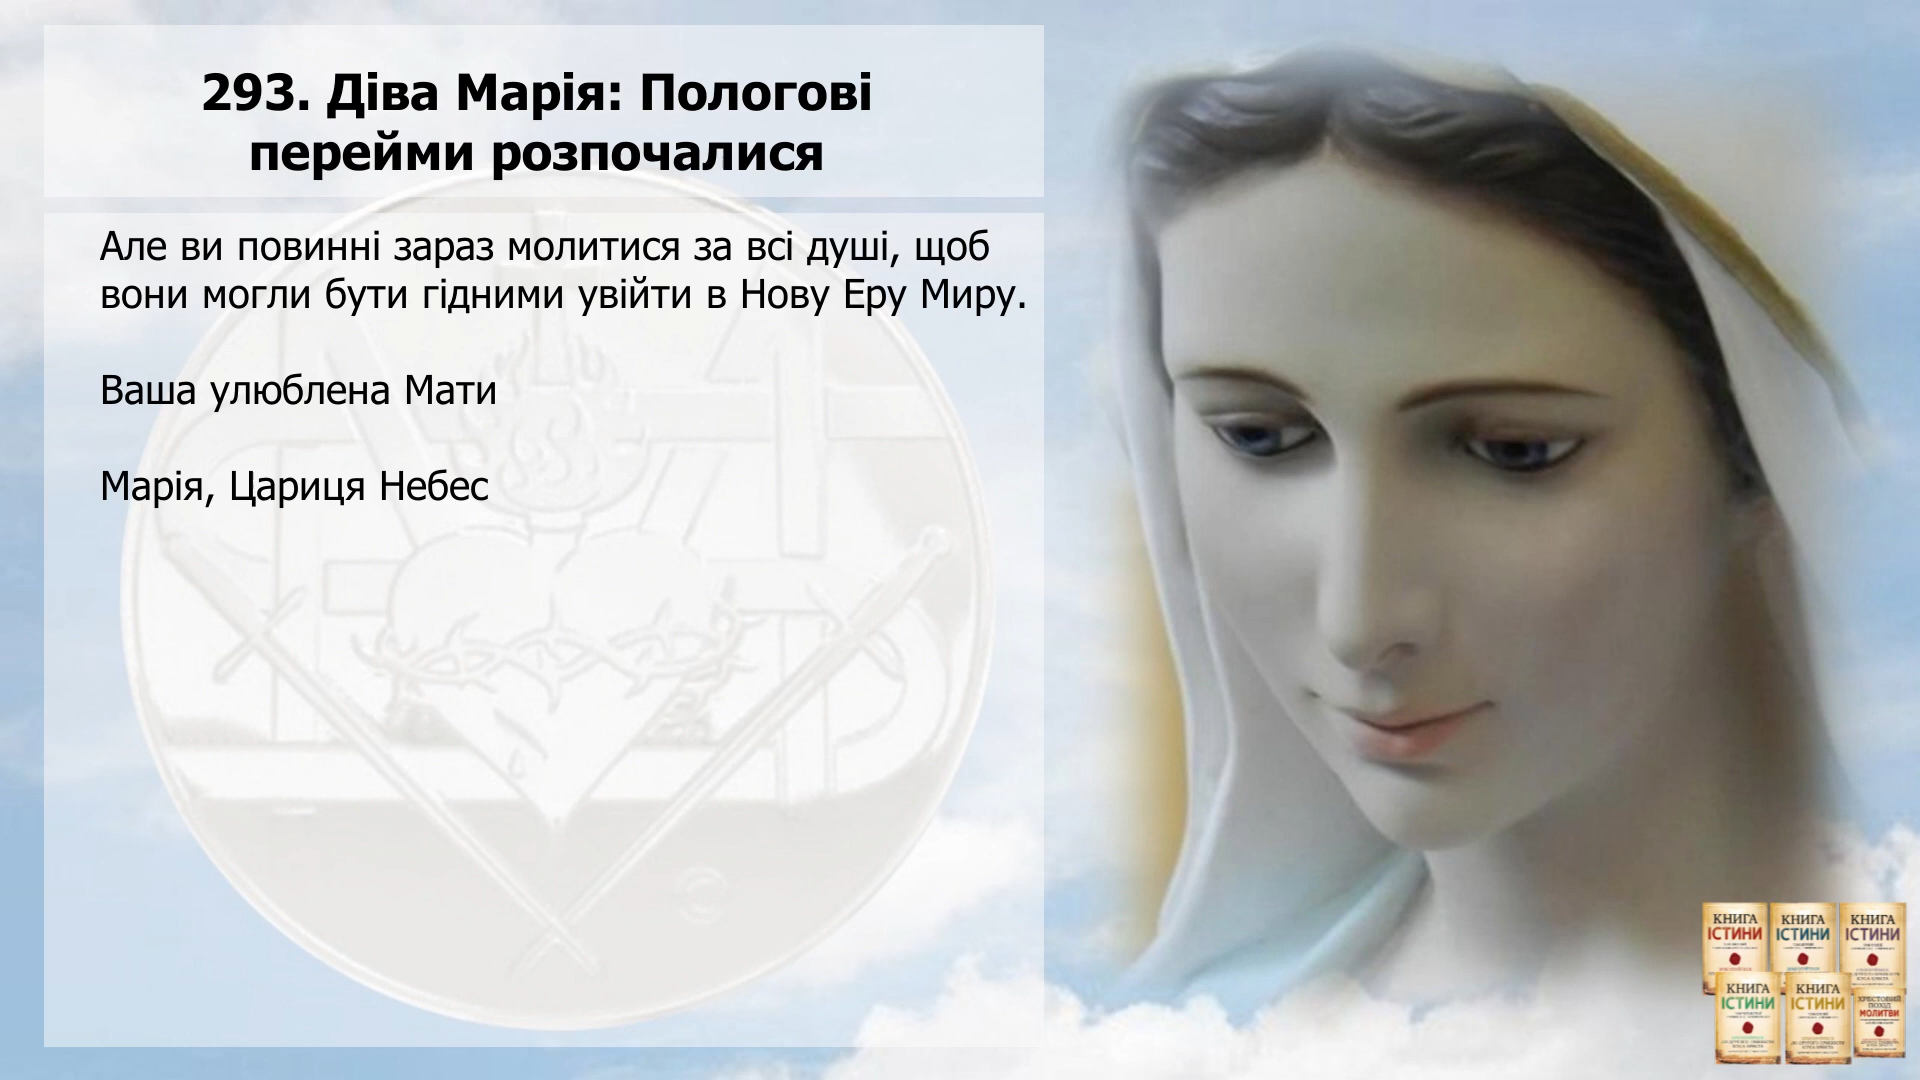 293. Діва Марія: Пологові
перейми розпочалися
Але ви повинні зараз молитися за всі душі, щоб
вони могли бути гідними увійти в Нову Еру Миру.
Ваша улюблена Мати
Марія, Цариця Небес
КНИГА
ІСТИНИ
КНИГА
ІСТИНИ
КНИГА
ІСТИНИ
КНИГА
ІСТИНИ
КНИГА
ІСТИНИ
ХРЕСТОВИЙ
ПОХІД
МОЛИТВИ